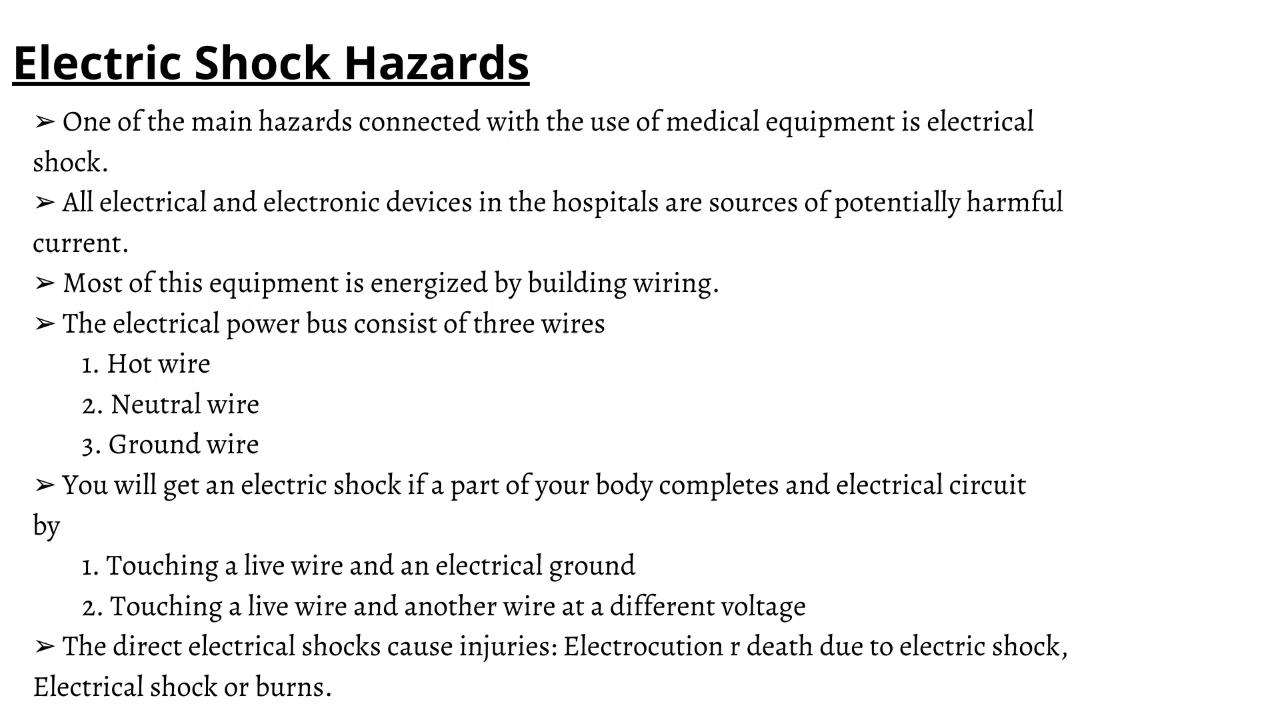 Electric Shock Hazards
➢ One of the main hazards connected with the use of medical equipment is electrical
shock.
➢ All electrical and electronic devices in the hospitals are sources of potentially harmful
current.
➢ Most of this equipment is energized by building wiring.
➢ The electrical power bus consist of three wires
1. Hot wire
2. Neutral wire
3. Ground wire
➢ You will get an electric shock if a part of your body completes and electrical circuit
by
1. Touching a live wire and an electrical ground
2. Touching a live wire and another wire at a different voltage
➢ The direct electrical shocks cause injuries: Electrocution r death due to electric shock,
Electrical shock or burns.